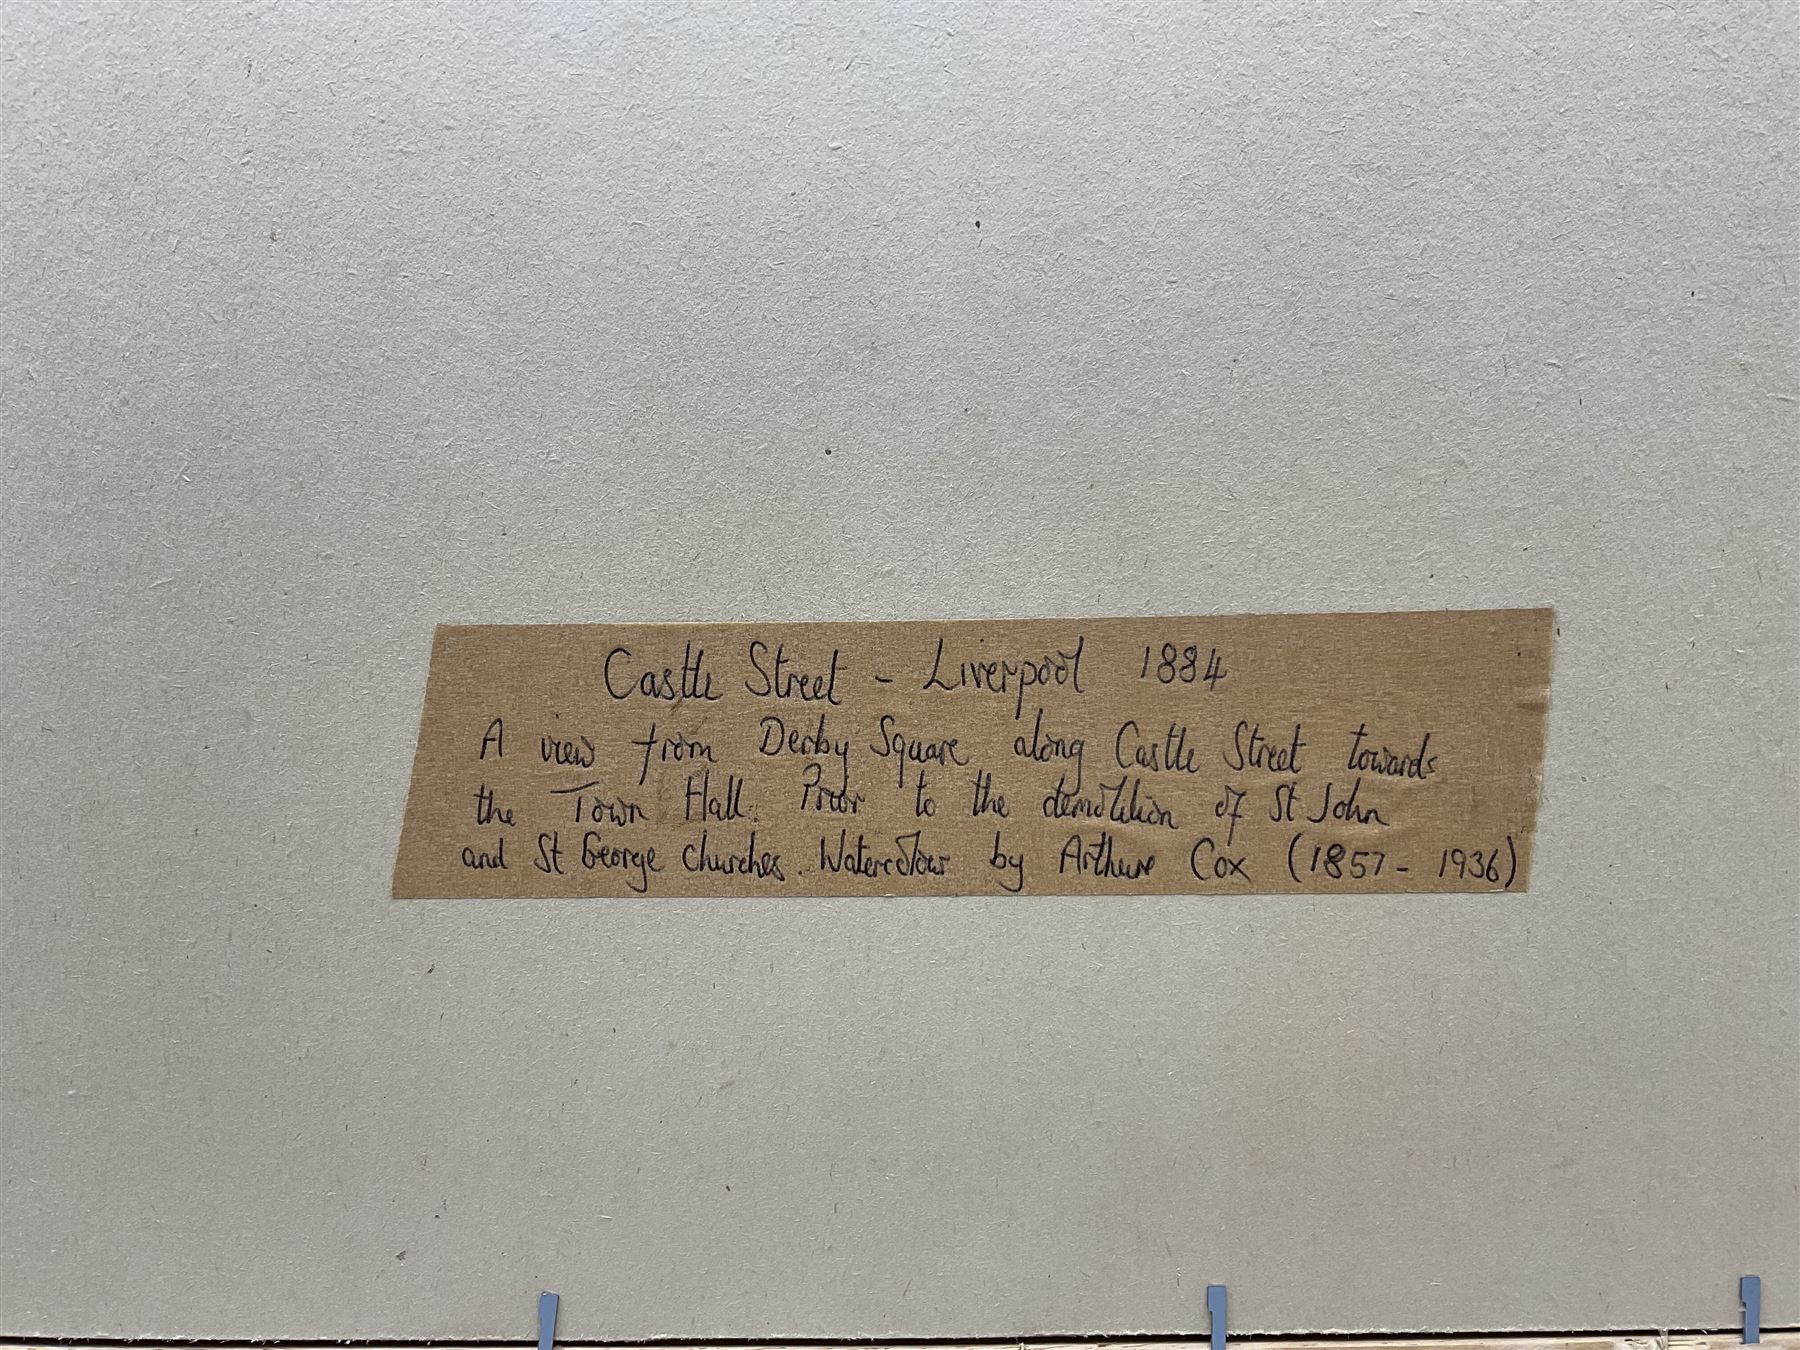 Castle Street - Liverpool 1884
A view from Derby Square along Castle Street towards
the Town Hall. Prior to the demolition of St John
and St George churches. Watercolour by Arthur Cox (1857 - 1936)